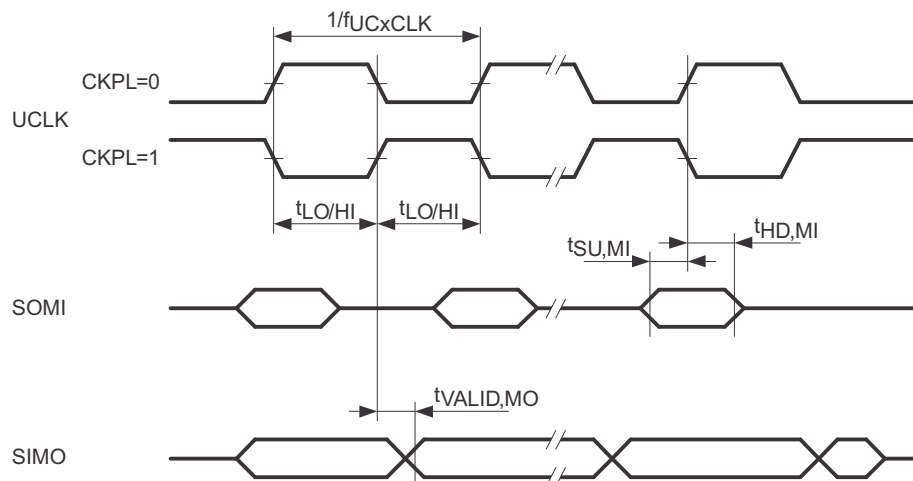 1/fUCxCLK
CKPL=0
UCLK
CKPL=1
tLO/HI tLO/HI
tHD,MI
tSU,MI
SOMI
tVALID,MO
SIMO